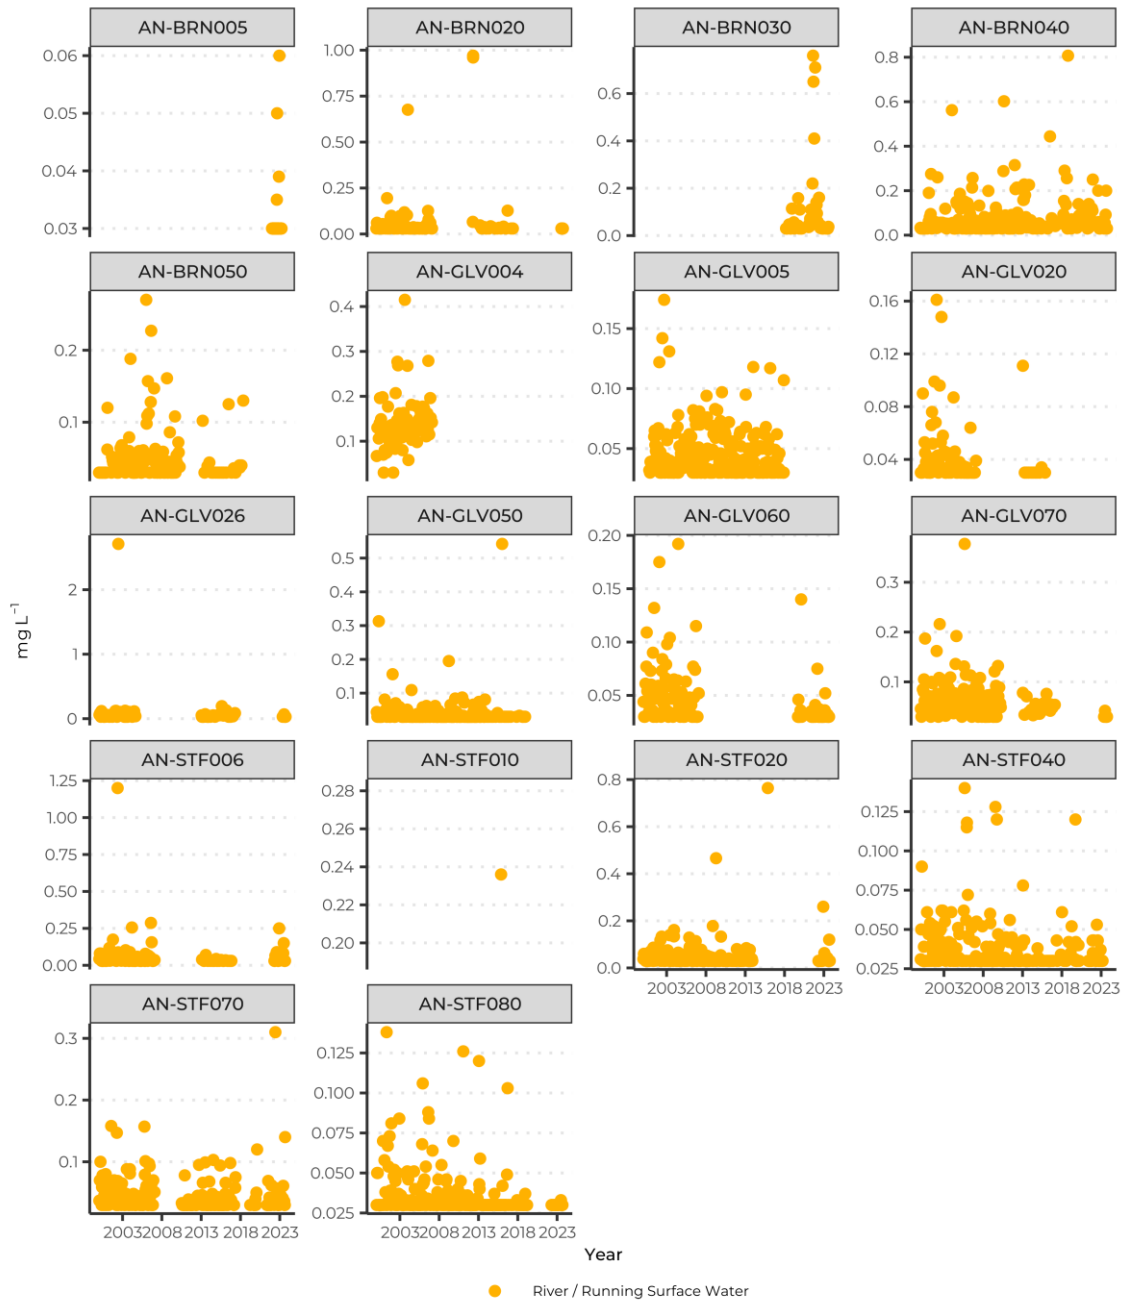 AN-BRN005 AN-BRN020 AN-BRN030 AN-BRN040
0.06 0.05 0.04 0.03
1.00 0.75 0.50 0.25 0.00
0.6 0.4 0.2 0.0
0.8 0.6 0.4 0.2 0.0
AN-BRN050 AN-GLV004 AN-GLV005 AN-GLV020
0.2 0.1
0.4 0.3 0.2 0.1
0.15 0.10 0.05
0.16 0.12 0.08 0.04
AN-GLV026 AN-GLV050 AN-GLV060 AN-GLV070
2 1 0
0.5 0.4 0.3 0.2 0.1
0.20 0.15 0.10 0.05
0.3 0.2 0.1
mg L⁻¹
AN-STF006 AN-STF010 AN-STF020 AN-STF040
1.25 1.00 0.75 0.50 0.25 0.00
0.28 0.26 0.24 0.22 0.20
0.8 0.6 0.4 0.2 0.0
0.125 0.100 0.075 0.050 0.025
2003 2008 2013 2018 2023 2003 2008 2013 2018 2023
AN-STF070 AN-STF080
0.3 0.2 0.1
0.125 0.100 0.075 0.050 0.025
2003 2008 2013 2018 2023 2003 2008 2013 2018 2023
Year
River / Running Surface Water